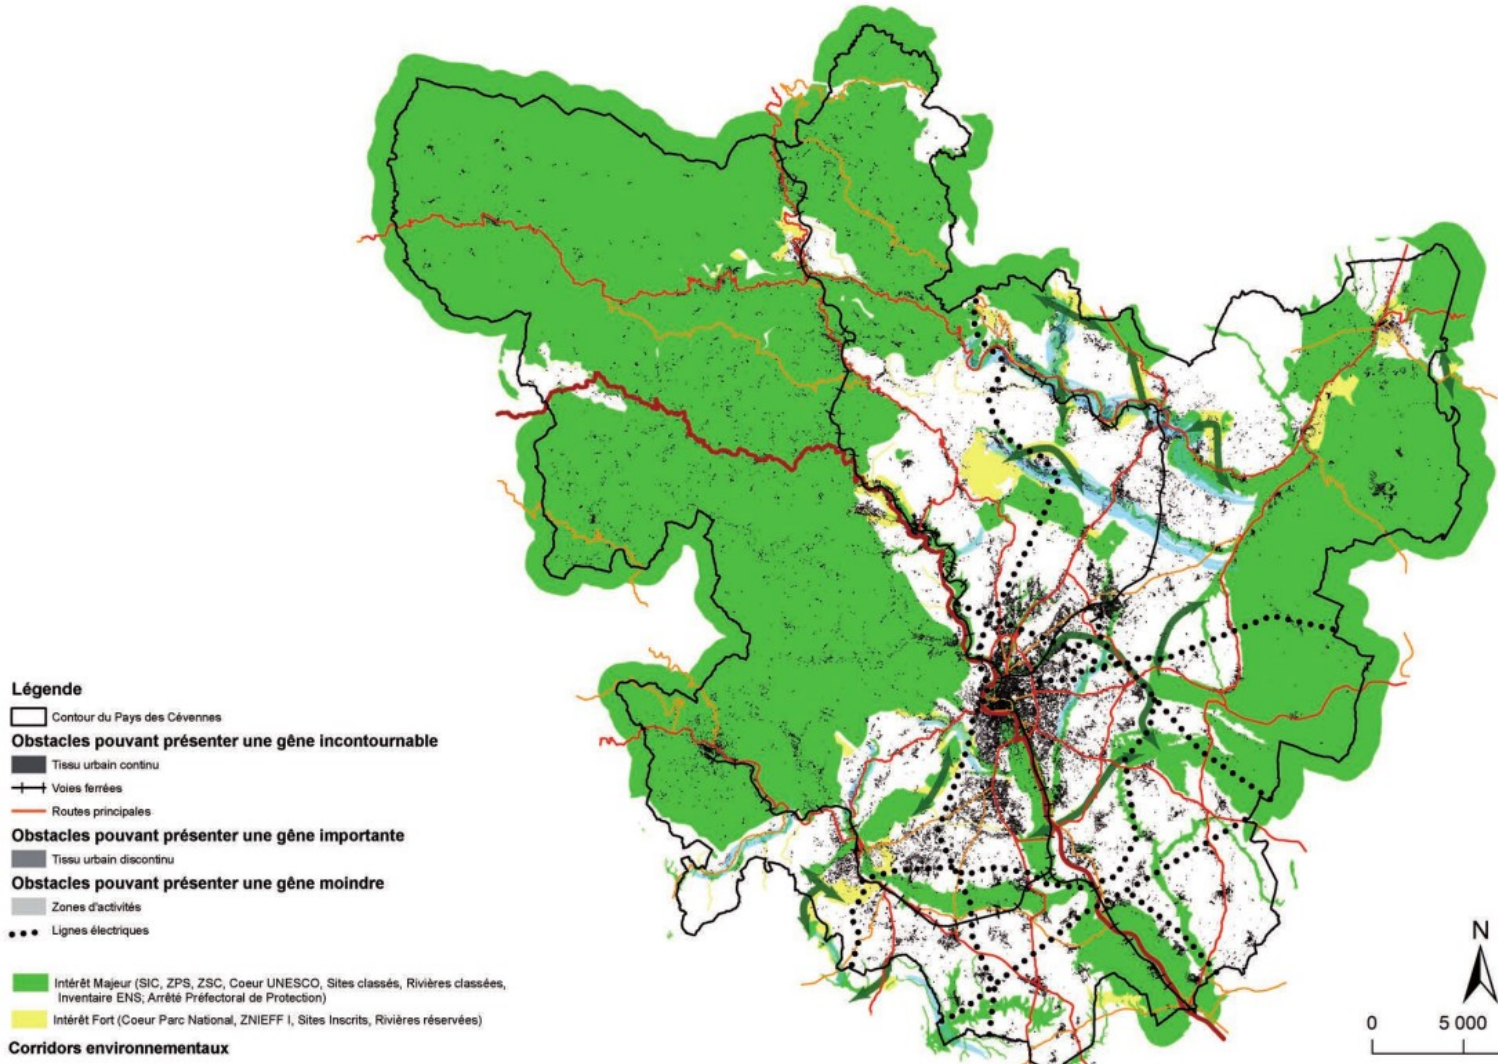 Légende
Contour du Pays des Cévennes
Obstacles pouvant présenter une gêne incontournable
Tissu urbain continu
Voies ferrées
Routes principales
Obstacles pouvant présenter une gêne importante
Tissu urbain discontinu
Obstacles pouvant présenter une gêne moindre
Zones d'activités
Lignes électriques
Intérêt Majeur (SIC, ZPS, ZSC, Coeur UNESCO, Sites classés, Rivières classées,
Inventaire ENS; Arrêté Préfectoral de Protection)
Intérêt Fort (Coeur Parc National, ZNIEFF I, Sites Inscrits, Rivières réservées)
Corridors environnementaux
N
0 5 000